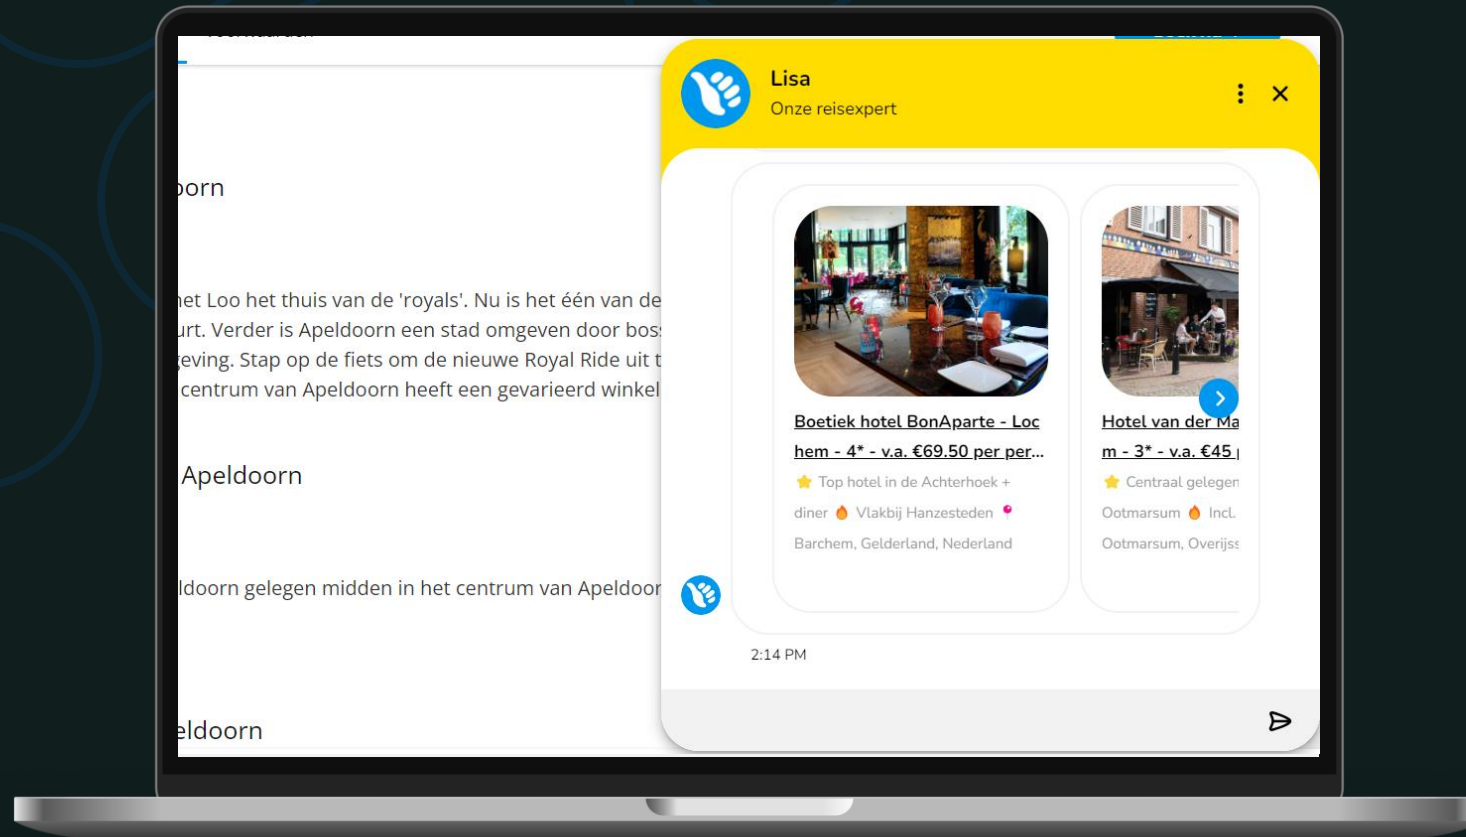 oorn
het Loo het thuis van de 'royals'. Nu is het één van de
urt. Verder is Apeldoorn een stad omgeven door bos
geving. Stap op de fiets om de nieuwe Royal Ride uit t
centrum van Apeldoorn heeft een gevarieerd winkel
Apeldoorn
ldoorn gelegen midden in het centrum van Apeldoor
eldoorn
Lisa
Onze reisexpert
Boetiek hotel BonAparte - Loc
hem - 4* - v.a. €69.50 per per...
⭐ Top hotel in de Achterhoek +
diner 🔥 Vlakbij Hanzesteden 📍
Barchem, Gelderland, Nederland
Hotel van der Ma
m - 3* - v.a. €45 p
⭐ Centraal gelegen
Ootmarsum 🔥 Incl.
Ootmarsum, Overijss
2:14 PM